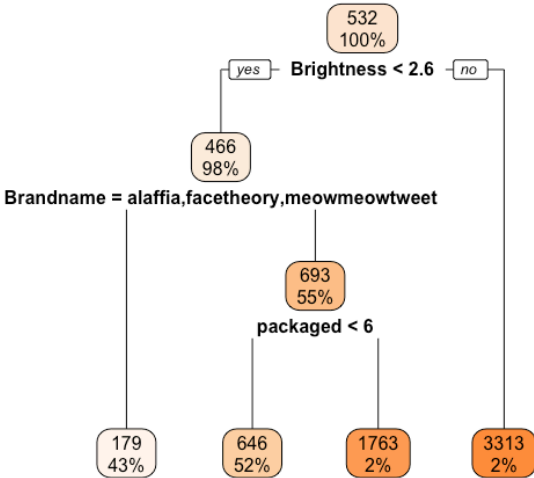 532
100%
yes Brightness < 2.6 no
466
98%
Brandname = alaffia,facetheory,meowmeowtweet
693
55%
packaged < 6
179 646 1763 3313
43% 52% 2% 2%